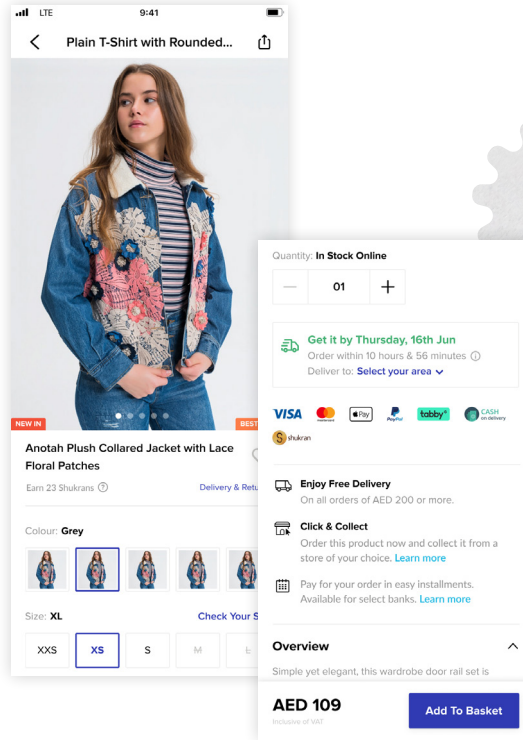 LTE
9:41
Plain T-Shirt with Rounded...
NEW IN
BEST
Anotah Plush Collared Jacket with Lace
Floral Patches
Earn 23 Shukrans ?
Delivery & Retu
Colour: Grey
Size: XL
Check Your S
XXS
XS
S
M
L
Quantity: In Stock Online
01
Get it by Thursday, 16th Jun
Order within 10 hours & 56 minutes
Deliver to: Select your area
VISA
mastercard
Pay
PayPal
tabby
CASH
on delivery
S shukran
Enjoy Free Delivery
On all orders of AED 200 or more.
Click & Collect
Order this product now and collect it from a
store of your choice. Learn more
Pay for your order in easy installments.
Available for select banks. Learn more
Overview
Simple yet elegant, this wardrobe door rail set is
AED 109
Inclusive of VAT
Add To Basket